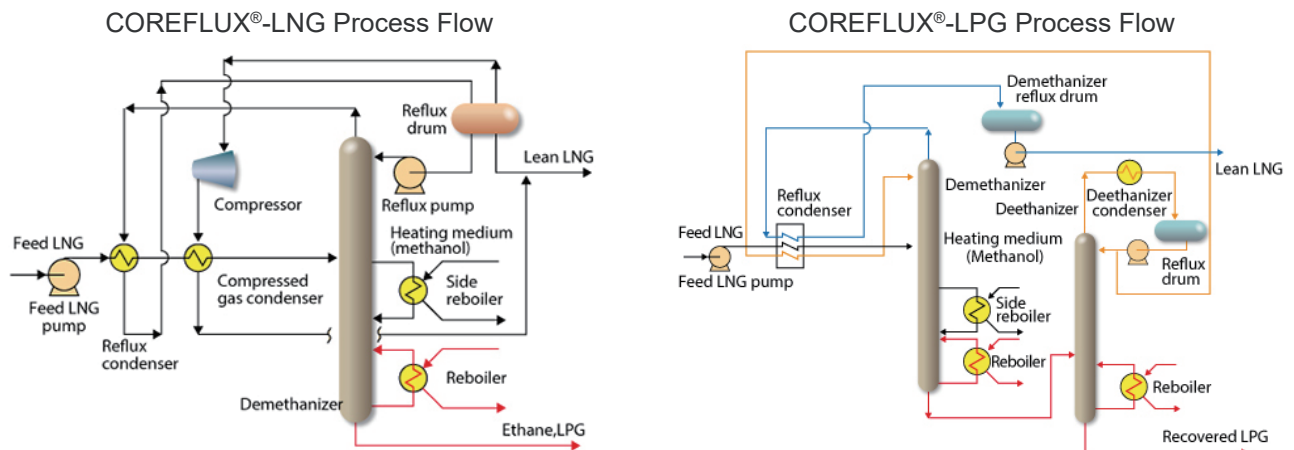 COREFLUX®-LNG Process Flow
Reflux
drum
Lean LNG
Compressor
Reflux pump
Feed LNG
Heating medium
(methanol)
Compressed
gas condenser
Side
reboiler
Feed LNG
pump
Reflux
condenser
Reboiler
Demethanizer
Ethane,LPG
COREFLUX®-LPG Process Flow
Demethanizer
reflux drum
Lean LNG
Demethanizer
Deethanizer
condenser
Deethanizer
Reflux
condenser
Feed LNG
Feed LNG pump
Heating medium
(Methanol)
Reflux
drum
Side
reboiler
Reboiler
Reboiler
Recovered LPG